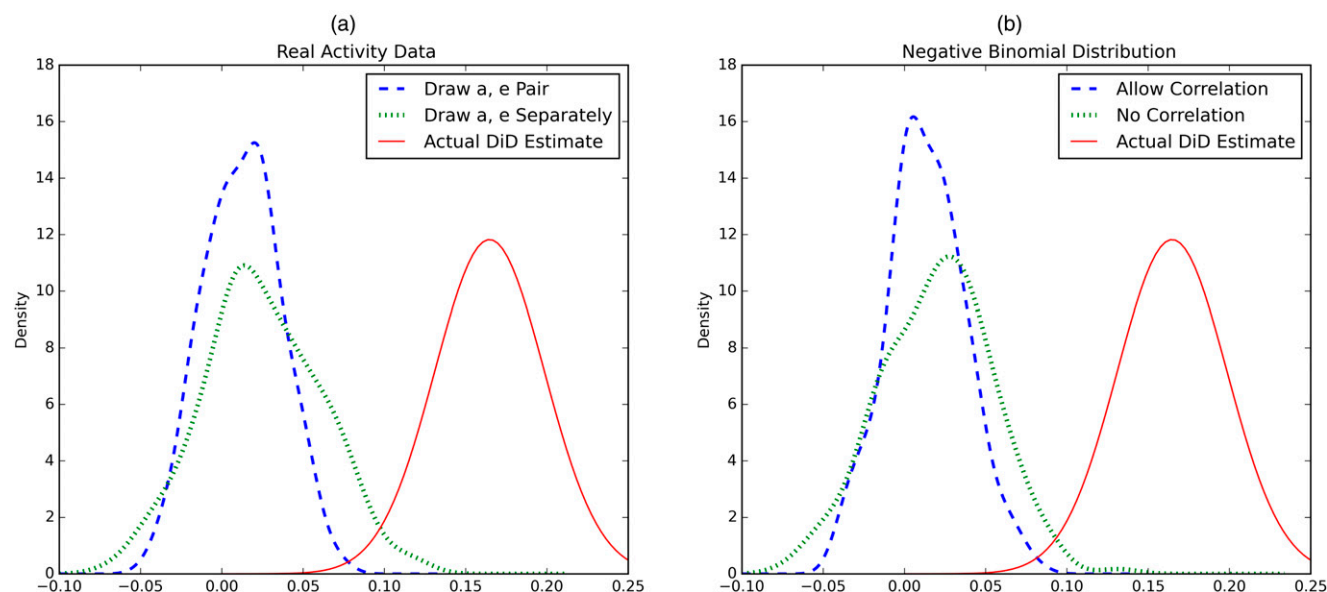 (a)
Real Activity Data
18
16
14
12
10
8
6
4
2
0
Density
Draw a, e Pair
Draw a, e Separately
Actual DiD Estimate
−0.10 −0.05 0.00 0.05 0.10 0.15 0.20 0.25
(b)
Negative Binomial Distribution
18
16
14
12
10
8
6
4
2
0
Density
Allow Correlation
No Correlation
Actual DiD Estimate
−0.10 −0.05 0.00 0.05 0.10 0.15 0.20 0.25